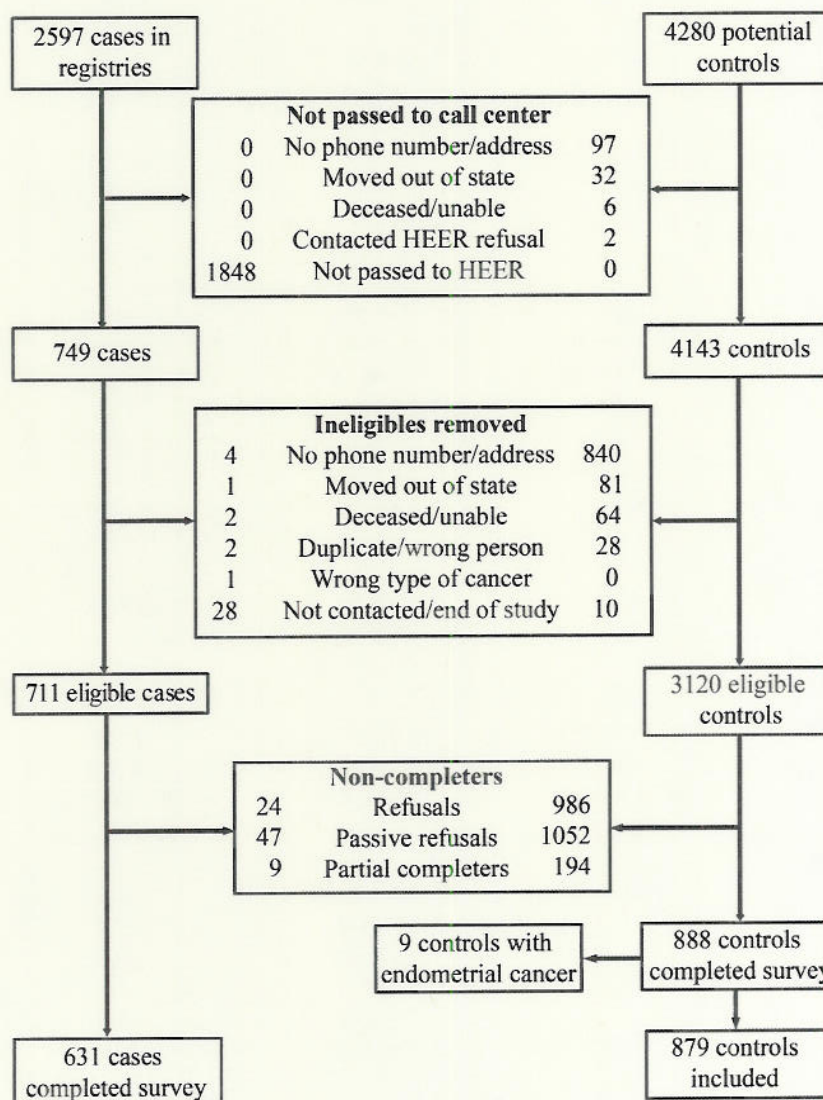 2597 cases in
registries
4280 potential
controls
Not passed to call center
0 No phone number/address 97
0 Moved out of state 32
0 Deceased/unable 6
0 Contacted HEER refusal 2
1848 Not passed to HEER 0
749 cases
4143 controls
Ineligibles removed
4 No phone number/address 840
1 Moved out of state 81
2 Deceased/unable 64
2 Duplicate/wrong person 28
1 Wrong type of cancer 0
28 Not contacted/end of study 10
711 eligible cases
3120 eligible
controls
Non-completers
24 Refusals 986
47 Passive refusals 1052
9 Partial completers 194
9 controls with
endometrial cancer
888 controls
completed survey
631 cases
completed survey
879 controls
included